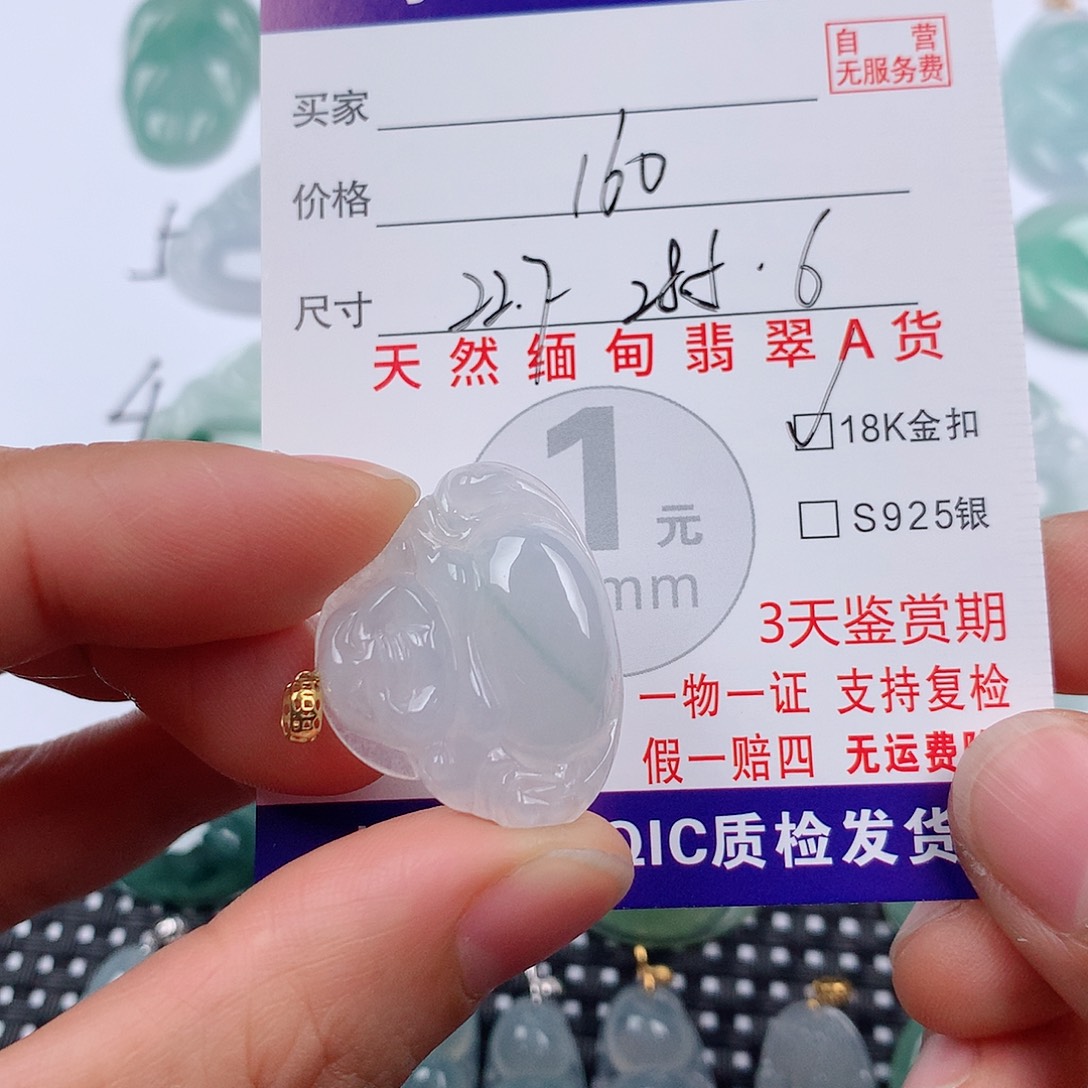 自营
无服务费
买家
价格 160
尺寸 22.7
天然缅甸翡翠A货
18K金扣
1元
mm
S925银
3天鉴赏期
一物一证 支持复检
假一赔四 无运费
QIC质检发货
5
4